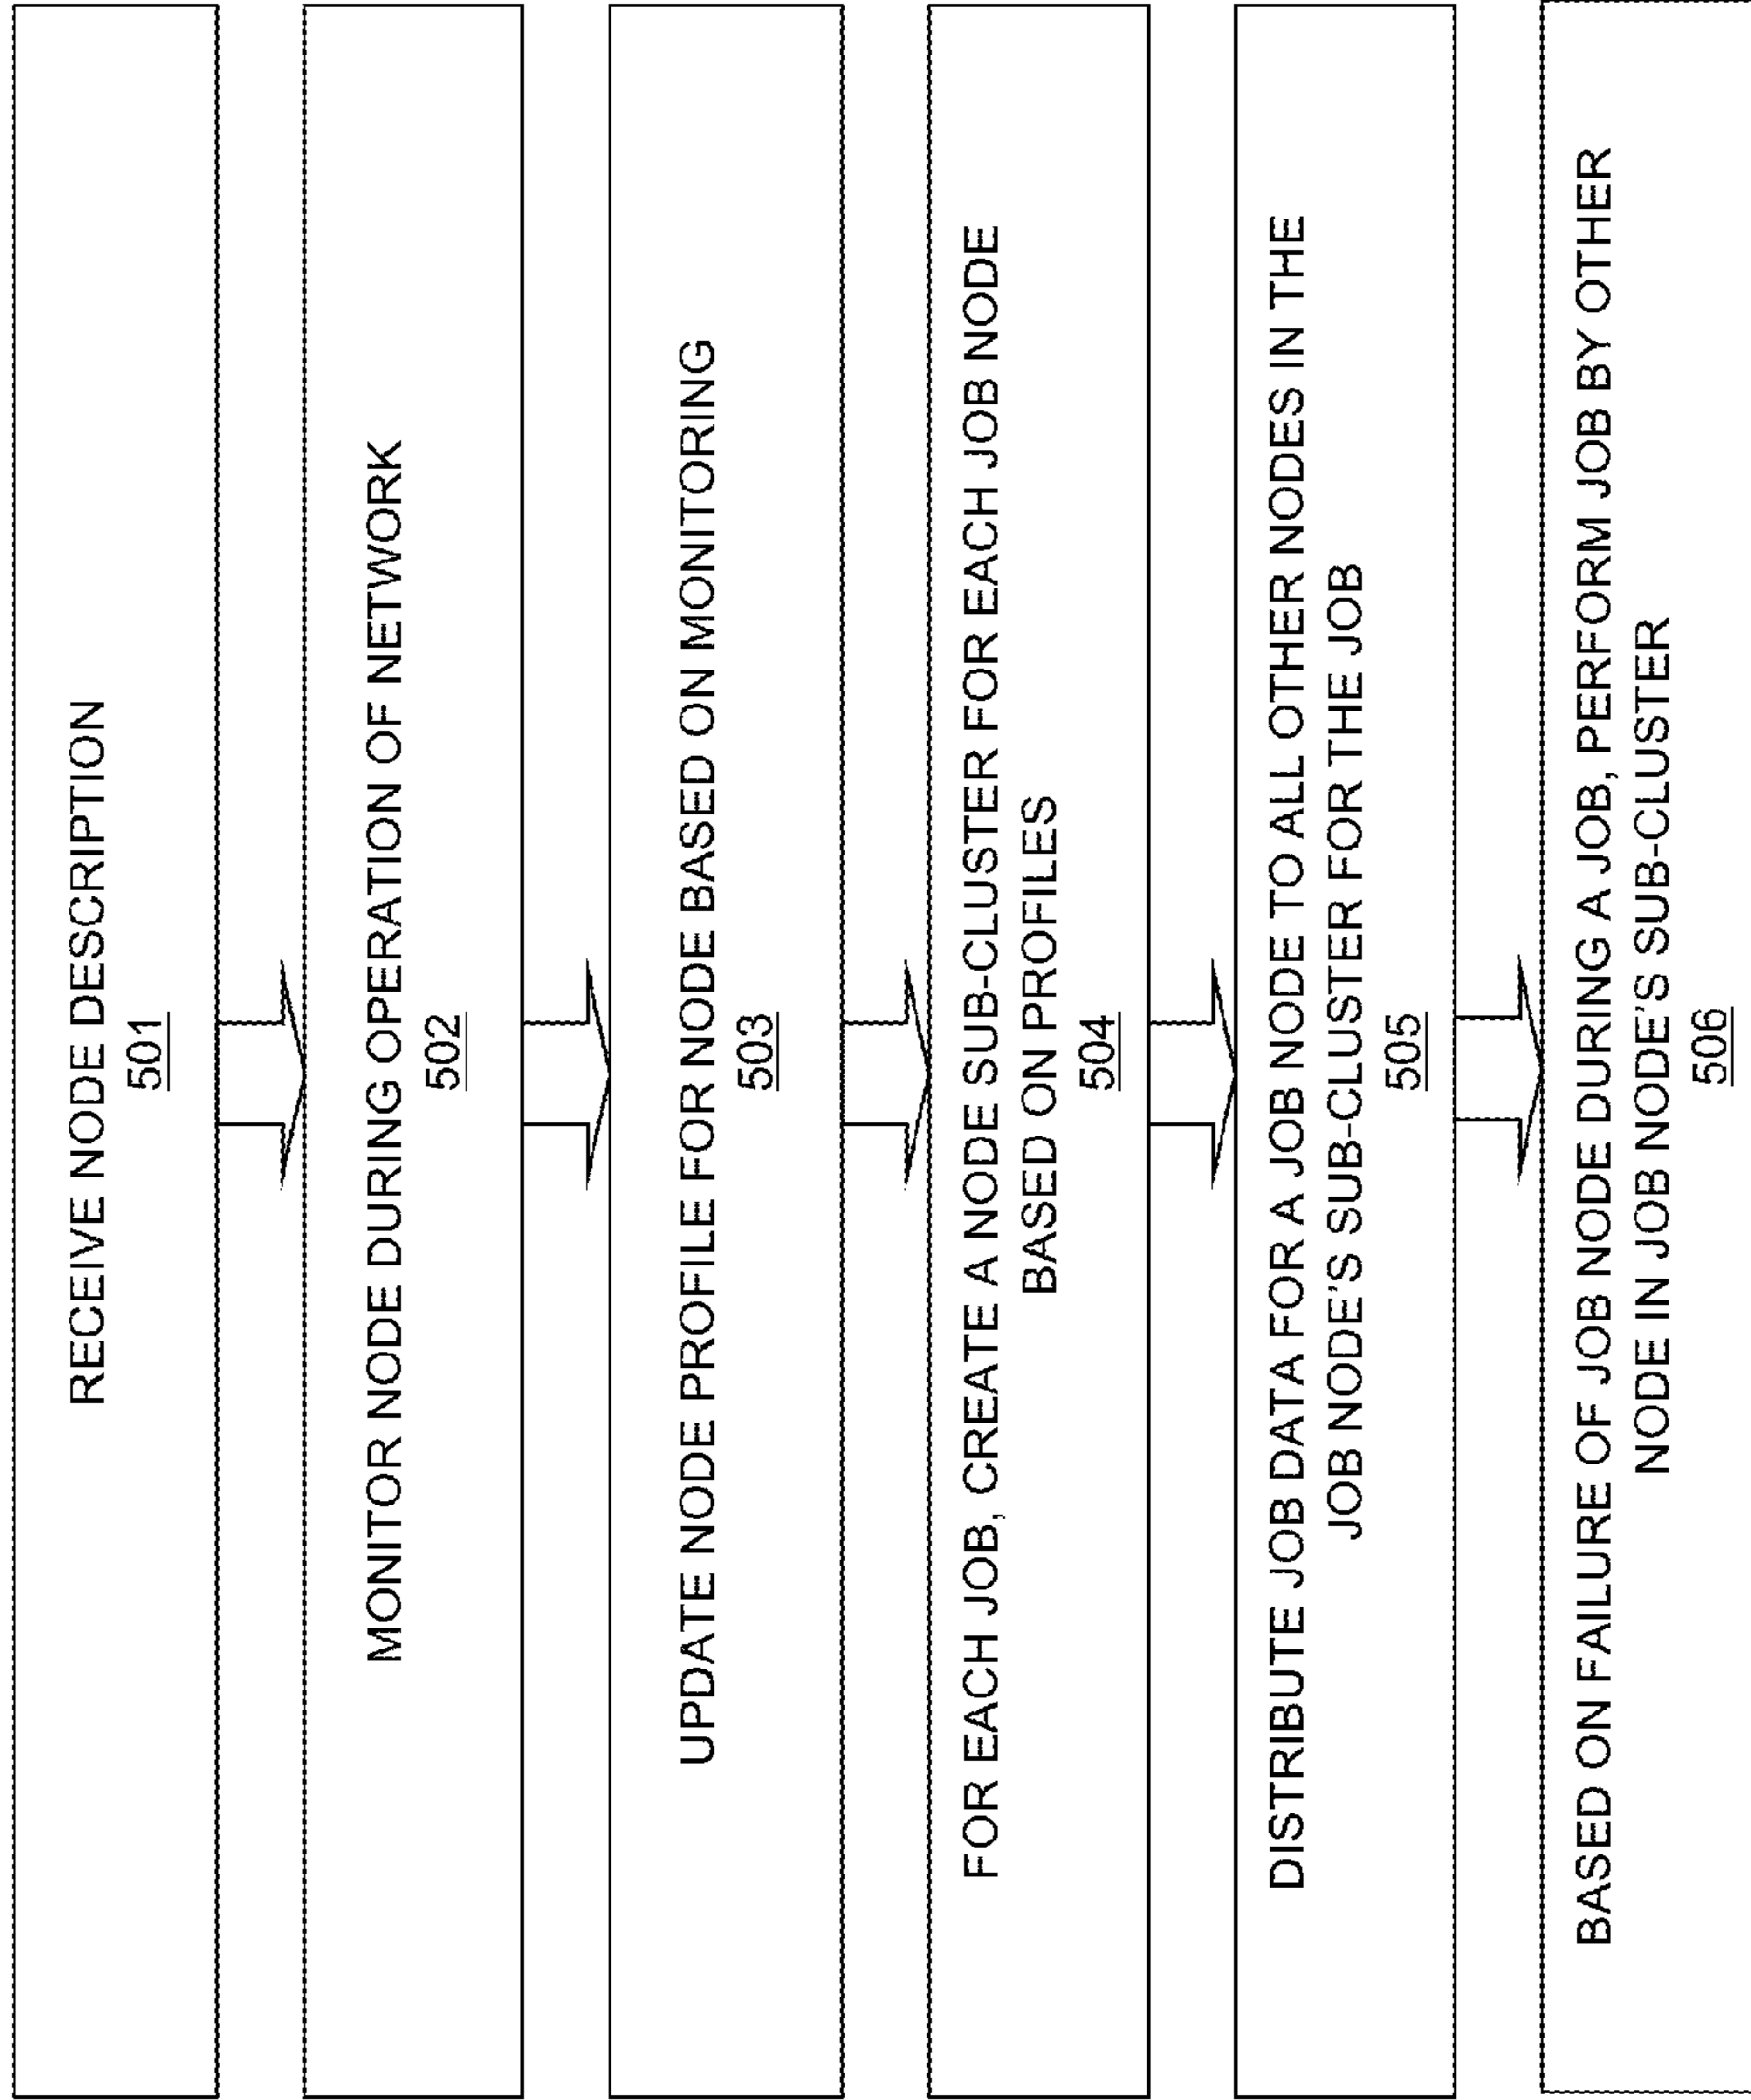 RECEIVE NODE DESCRIPTION
501
MONITOR NODE DURING OPERATION OF NETWORK
502
UPDATE NODE PROFILE FOR NODE BASED ON MONITORING
503
FOR EACH JOB, CREATE A NODE SUB-CLUSTER FOR EACH JOB NODE
BASED ON PROFILES
504
DISTRIBUTE JOB DATA FOR A JOB NODE TO ALL OTHER NODES IN THE
JOB NODE'S SUB-CLUSTER FOR THE JOB
505
BASED ON FAILURE OF JOB NODE DURING A JOB, PERFORM JOB BY OTHER
NODE IN JOB NODE'S SUB-CLUSTER
506